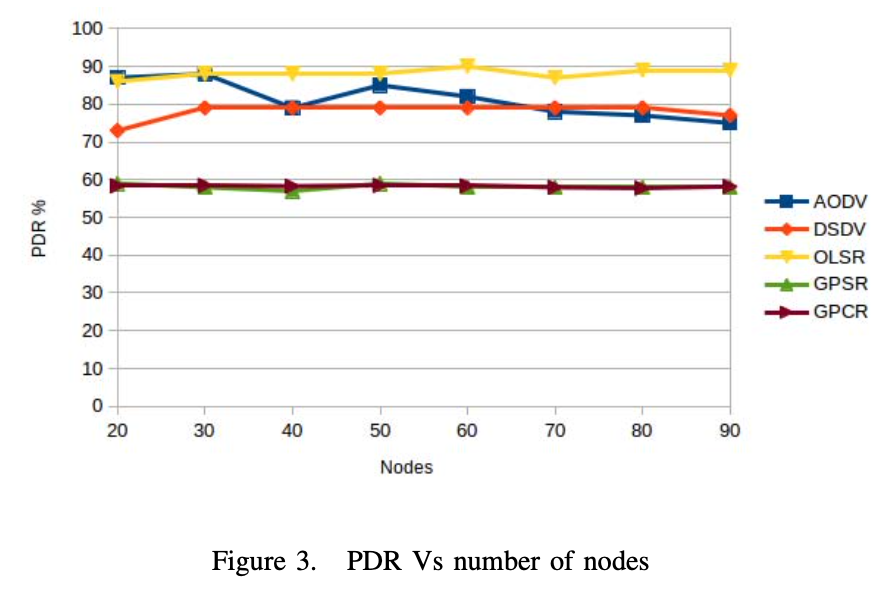 100
90
80
70
60
50
40
30
20
10
0
PDR %
20 30 40 50 60 70 80 90
Nodes
AODV
DSDV
OLSR
GPSR
GPCR
Figure 3. PDR Vs number of nodes